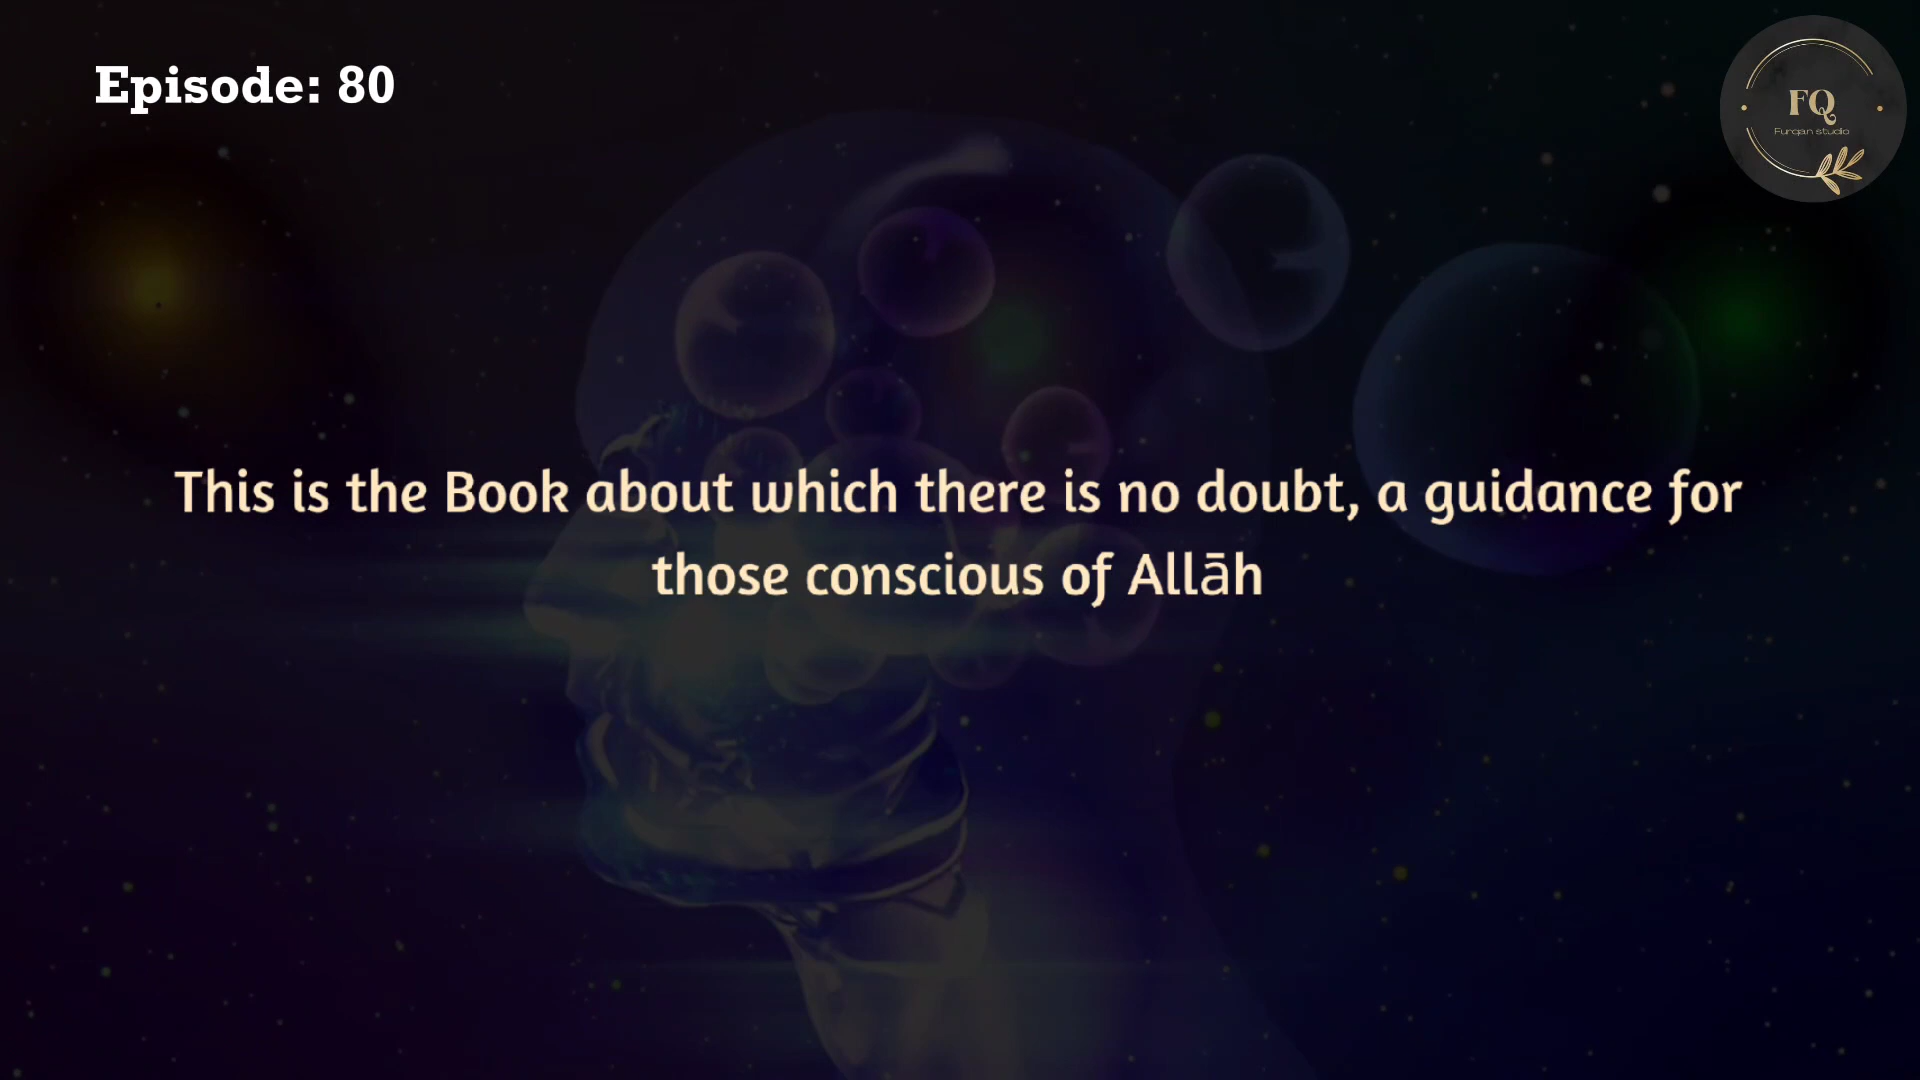 Episode: 80
FQ
Furqan studio
This is the Book about which there is no doubt, a guidance for
those conscious of Allāh